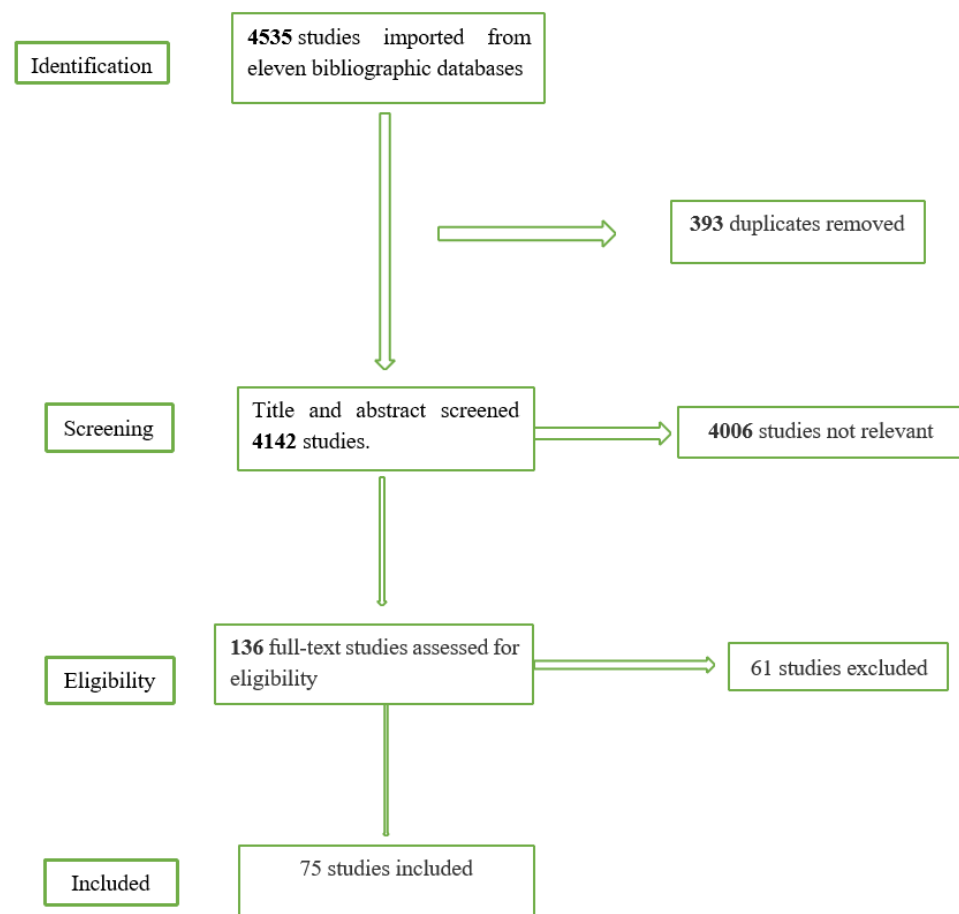 Identification
4535 studies imported from
eleven bibliographic databases
393 duplicates removed
Screening
Title and abstract screened
4142 studies.
4006 studies not relevant
Eligibility
136 full-text studies assessed for
eligibility
61 studies excluded
Included
75 studies included